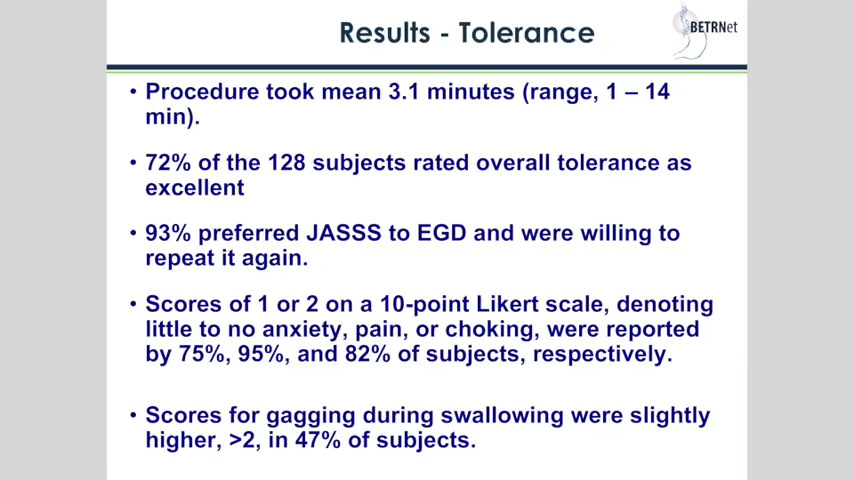 Results - Tolerance
BETRNet
• Procedure took mean 3.1 minutes (range, 1 – 14
min).
• 72% of the 128 subjects rated overall tolerance as
excellent
• 93% preferred JASSS to EGD and were willing to
repeat it again.
• Scores of 1 or 2 on a 10-point Likert scale, denoting
little to no anxiety, pain, or choking, were reported
by 75%, 95%, and 82% of subjects, respectively.
• Scores for gagging during swallowing were slightly
higher, >2, in 47% of subjects.